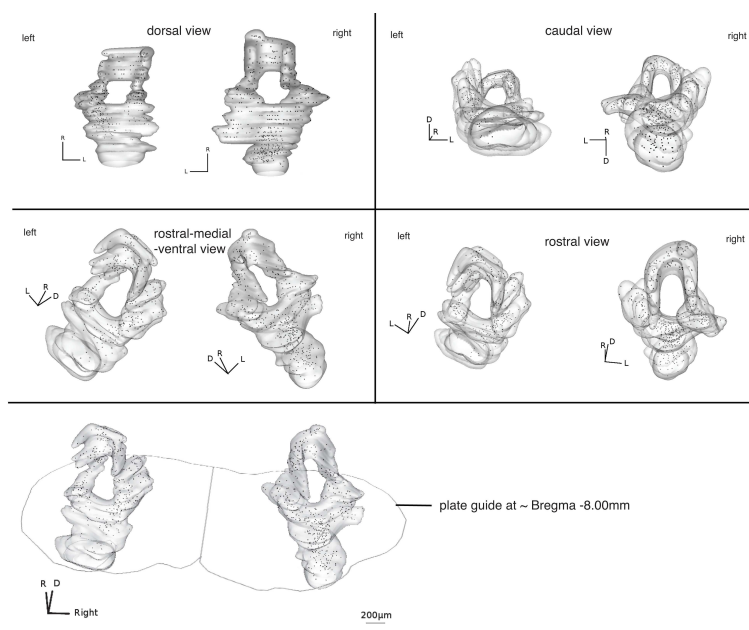 dorsal view
left
right
R
L
R
L
caudal view
left
right
D
R
L
R
L
D
rostral-medial
-ventral view
left
right
L
R
D
D
R
L
rostral view
left
right
L
R
D
R
D
L
plate guide at ~ Bregma -8.00mm
R D
Right
200μm